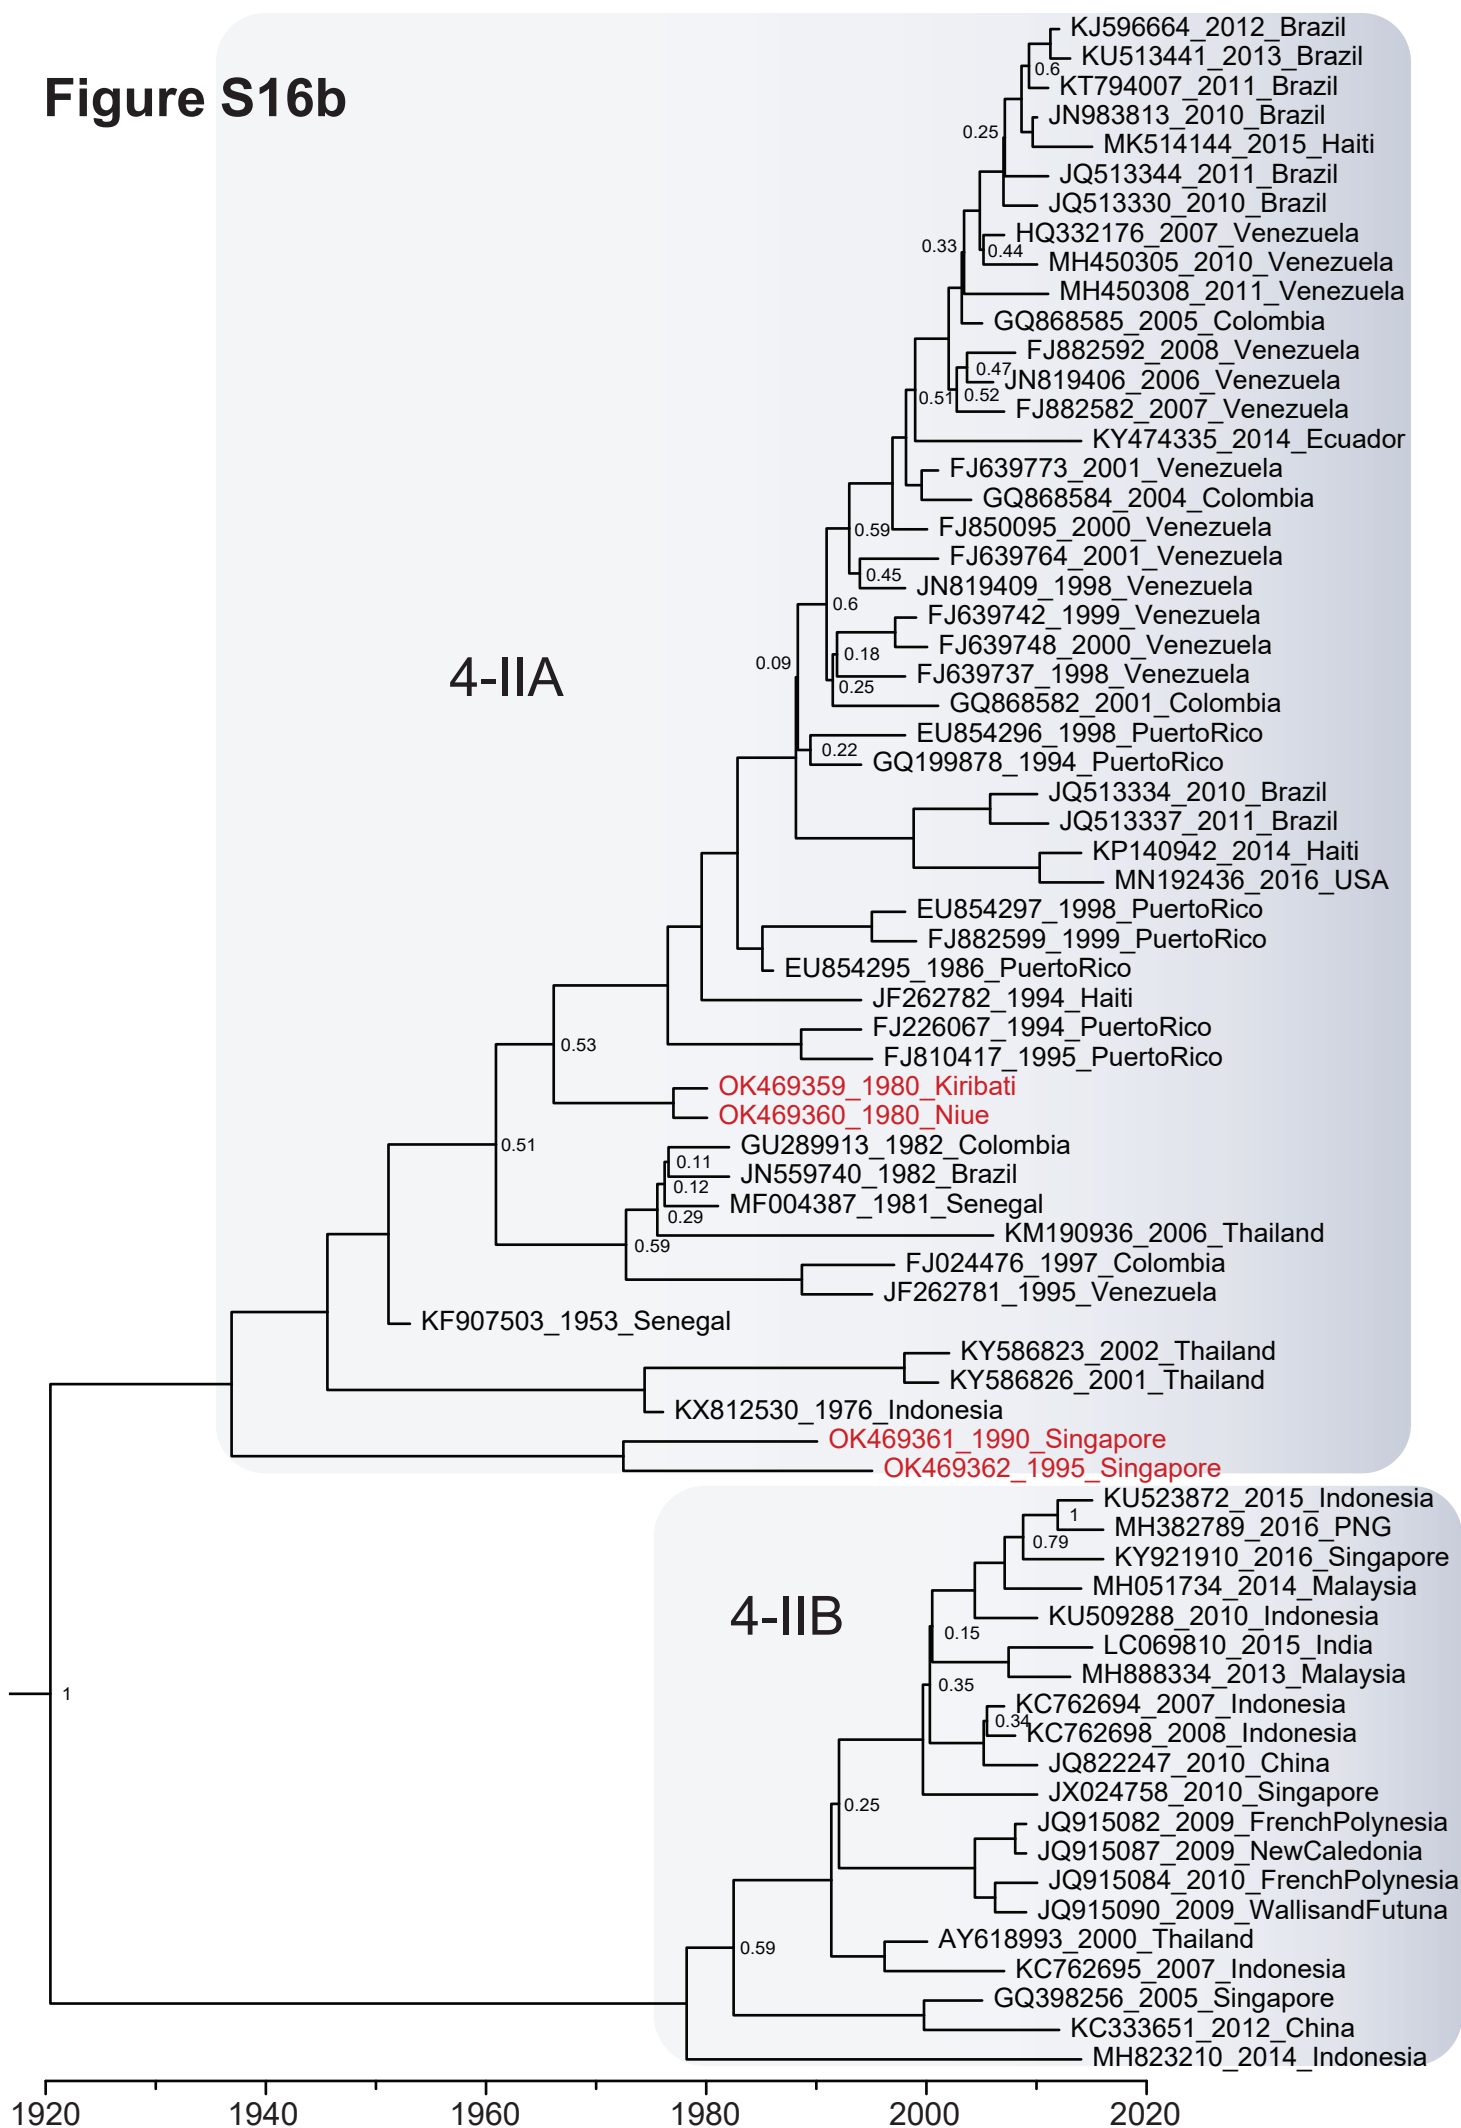 Figure S16b
KJ596664_2012_Brazil
KU513441_2013_Brazil
0.6
KT794007_2011_Brazil
JN983813_2010_Brazil
0.25
MK514144_2015_Haiti
JQ513344_2011_Brazil
JQ513330_2010_Brazil
HQ332176_2007_Venezuela
0.33
0.44
MH450305_2010_Venezuela
MH450308_2011_Venezuela
GQ868585_2005_Colombia
FJ882592_2008_Venezuela
0.47
JN819406_2006_Venezuela
0.51
0.52
FJ882582_2007_Venezuela
KY474335_2014_Ecuador
FJ639773_2001_Venezuela
GQ868584_2004_Colombia
0.59
FJ850095_2000_Venezuela
FJ639764_2001_Venezuela
0.45
JN819409_1998_Venezuela
0.6
FJ639742_1999_Venezuela
FJ639748_2000_Venezuela
0.18
0.09
FJ639737_1998_Venezuela
4-IIA
0.25
GQ868582_2001_Colombia
EU854296_1998_PuertoRico
0.22
GQ199878_1994_PuertoRico
JQ513334_2010_Brazil
JQ513337_2011_Brazil
KP140942_2014_Haiti
MN192436_2016_USA
EU854297_1998_PuertoRico
FJ882599_1999_PuertoRico
EU854295_1986_PuertoRico
JF262782_1994_Haiti
FJ226067_1994_PuertoRico
0.53
FJ810417_1995_PuertoRico
OK469359_1980_Kiribati
OK469360_1980_Niue
0.51
GU289913_1982_Colombia
0.11
JN559740_1982_Brazil
0.12
MF004387_1981_Senegal
0.29
KM190936_2006_Thailand
0.59
FJ024476_1997_Colombia
JF262781_1995_Venezuela
KF907503_1953_Senegal
KY586823_2002_Thailand
KY586826_2001_Thailand
KX812530_1976_Indonesia
OK469361_1990_Singapore
OK469362_1995_Singapore
KU523872_2015_Indonesia
1
MH382789_2016_PNG
0.79
KY921910_2016_Singapore
MH051734_2014_Malaysia
4-IIB
KU509288_2010_Indonesia
0.15
LC069810_2015_India
MH888334_2013_Malaysia
0.35
1
KC762694_2007_Indonesia
0.34
KC762698_2008_Indonesia
JQ822247_2010_China
JX024758_2010_Singapore
0.25
JQ915082_2009_FrenchPolynesia
JQ915087_2009_NewCaledonia
JQ915084_2010_FrenchPolynesia
JQ915090_2009_WallisandFutuna
AY618993_2000_Thailand
0.59
KC762695_2007_Indonesia
GQ398256_2005_Singapore
KC333651_2012_China
MH823210_2014_Indonesia
1920 1940 1960 1980 2000 2020